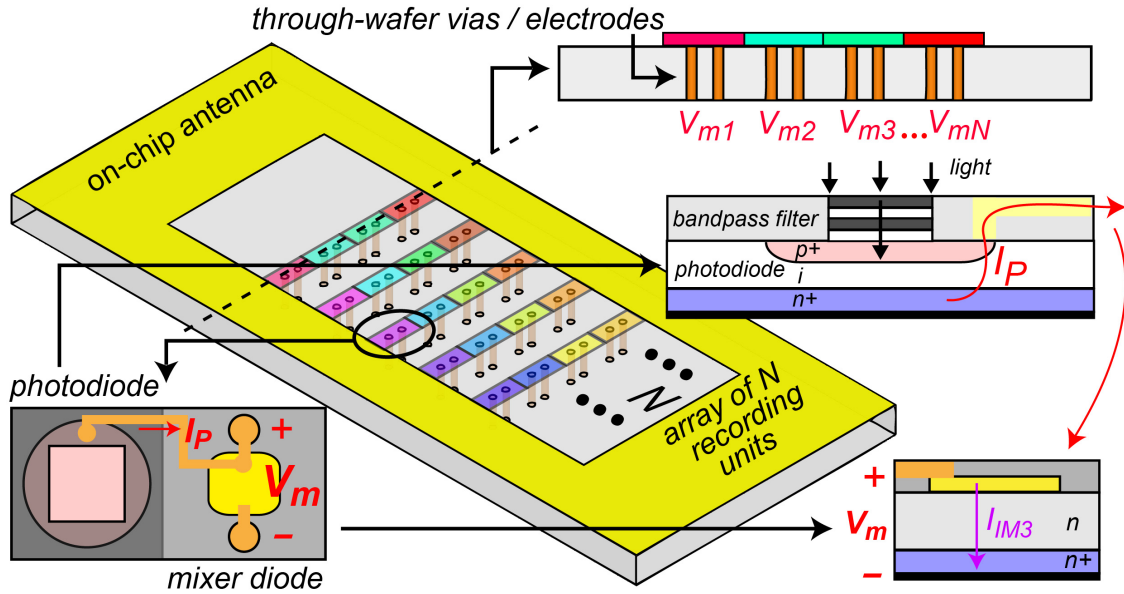 through-wafer vias / electrodes
Vm1 Vm2 Vm3 ... VmN
on-chip antenna
light
bandpass filter
p+
photodiode
i
n+
IP
photodiode
IP
+
Vm
−
mixer diode
N
array of N
recording
units
+
Vm
−
IIM3
n
n+